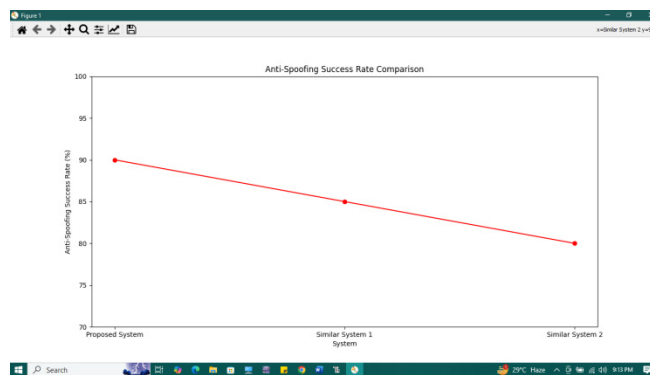 Figure 1
x=Similar System 2 y=
Anti-Spoofing Success Rate Comparison
100
95
90
85
80
75
70
Anti-Spoofing Success Rate (%)
Proposed System
Similar System 1
Similar System 2
System
Search
29°C Haze
9:13 PM